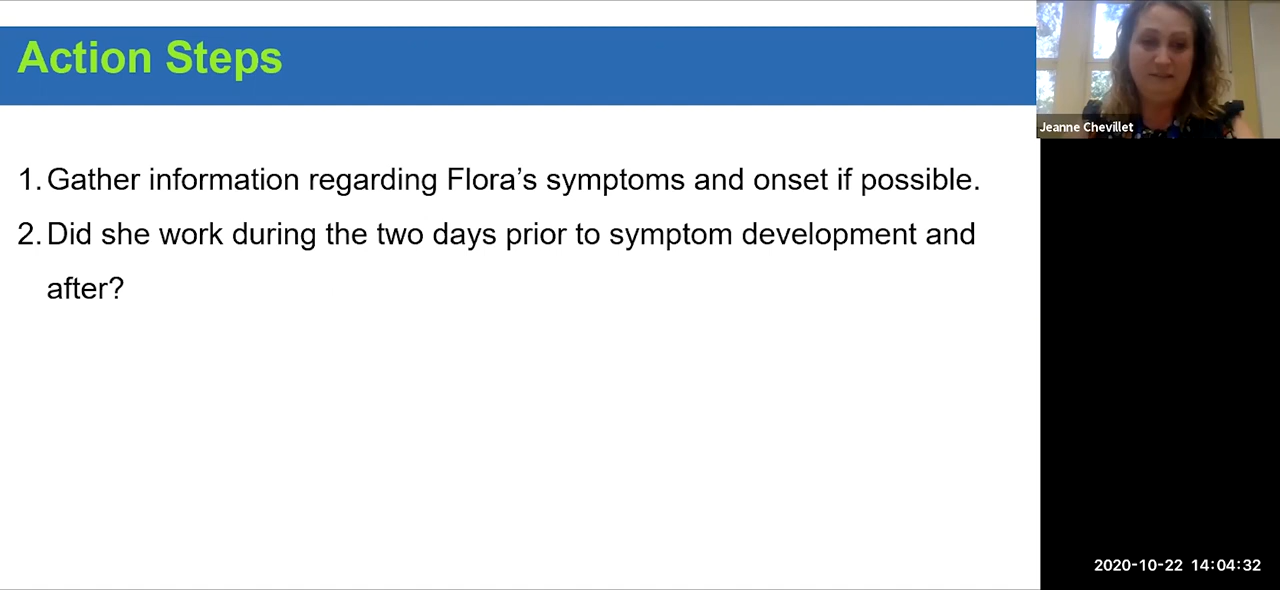 Action Steps
1. Gather information regarding Flora’s symptoms and onset if possible.
2. Did she work during the two days prior to symptom development and
after?
Jeanne Chevillet
2020-10-22 14:04:32